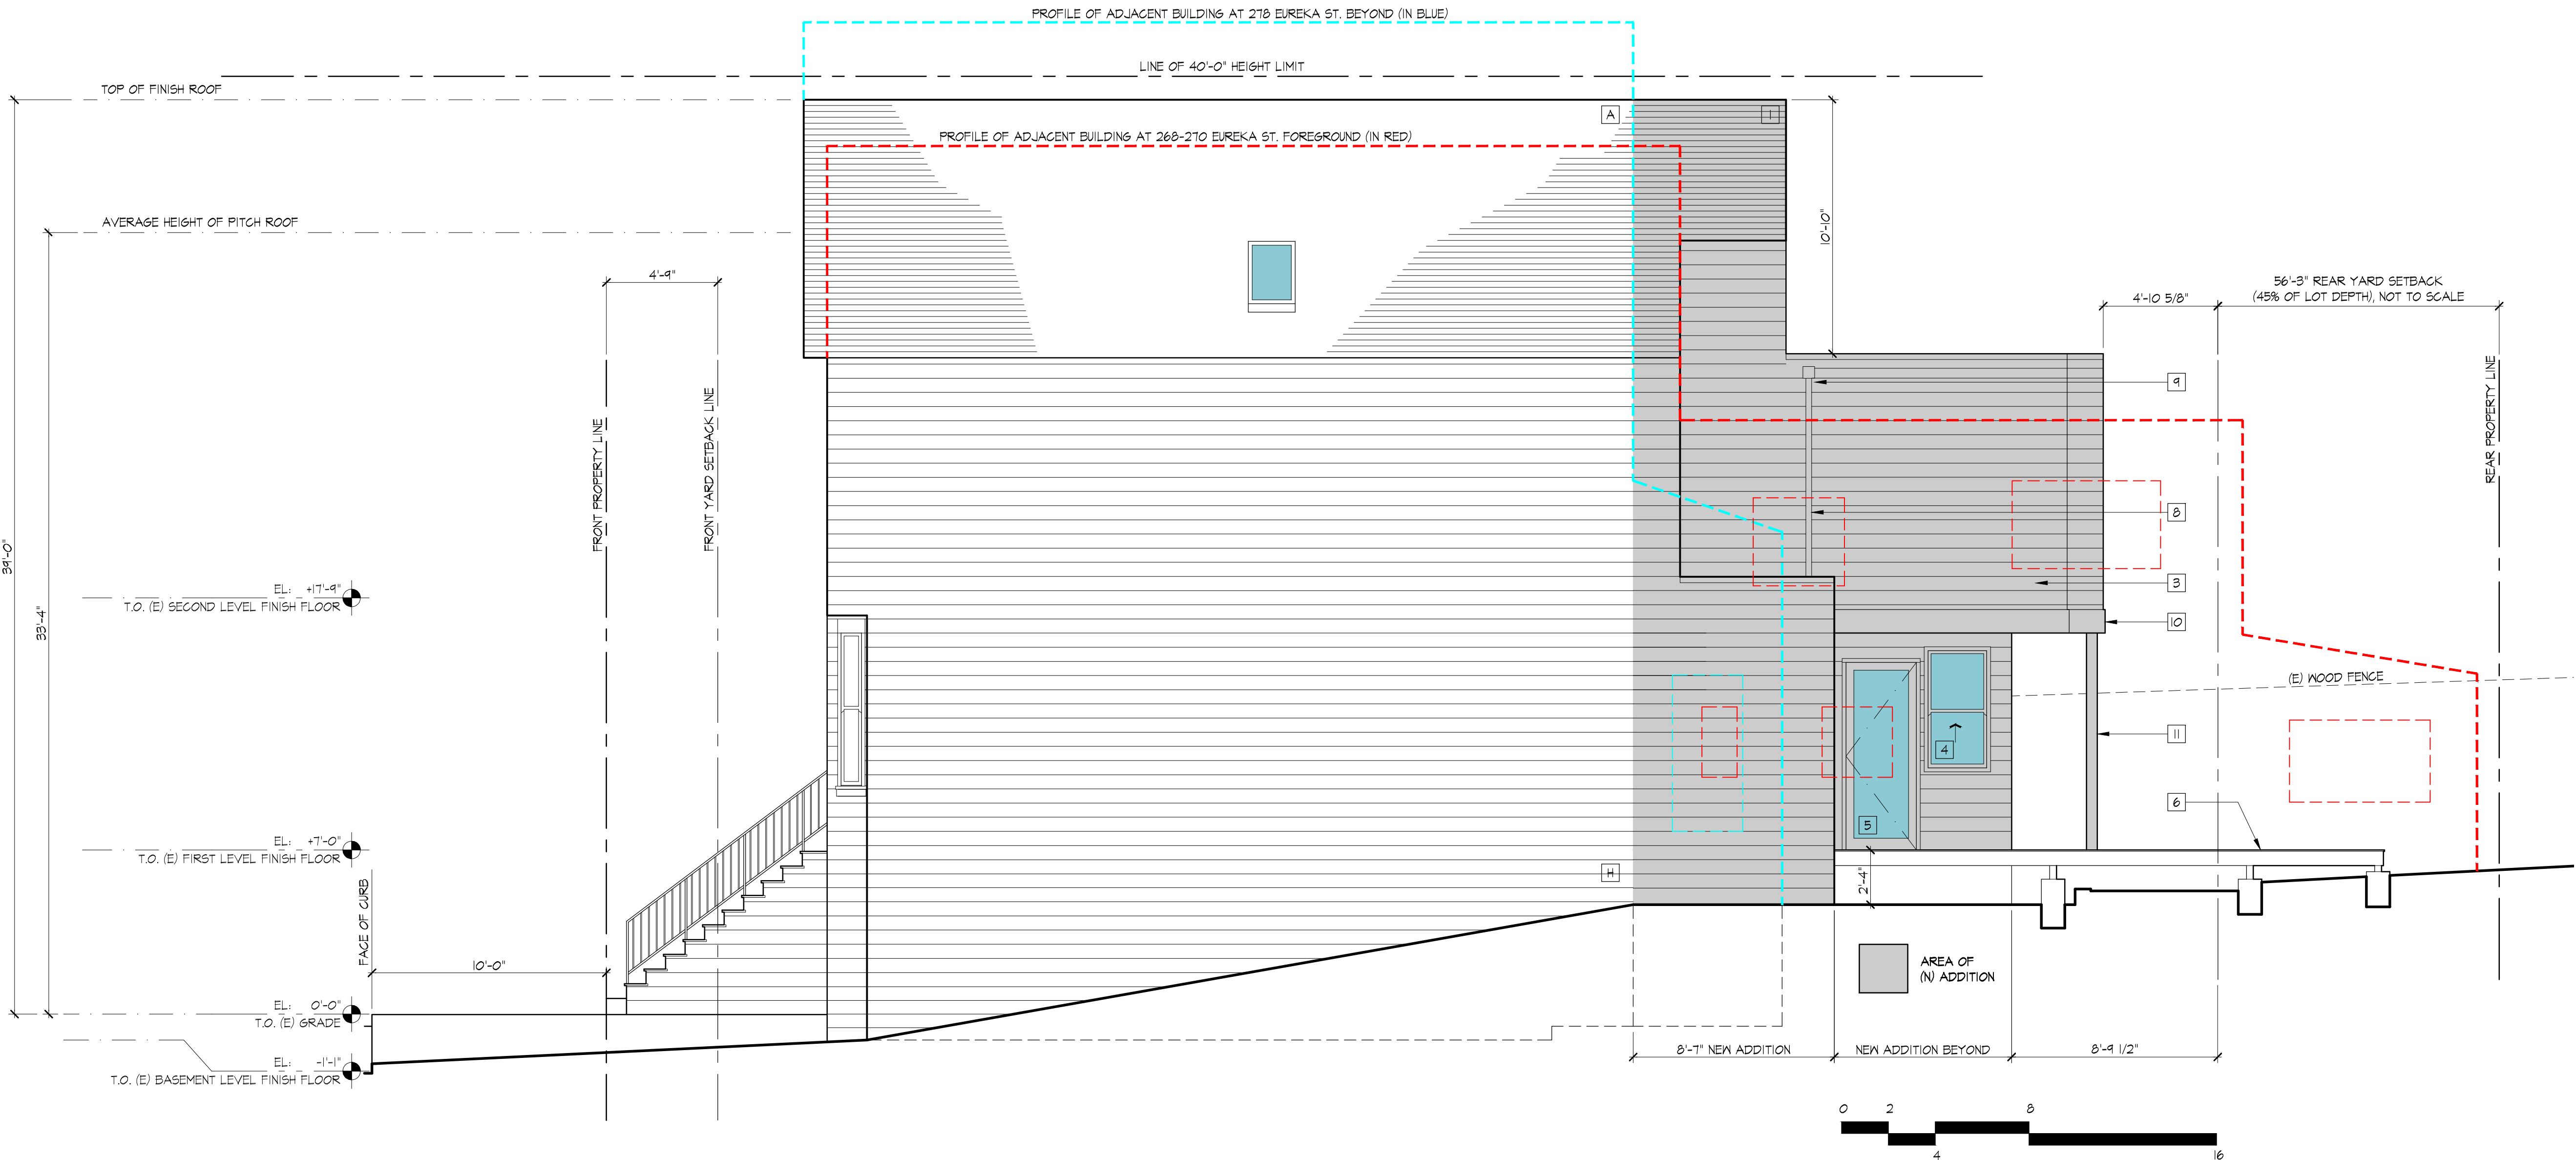 PROFILE OF ADJACENT BUILDING AT 278 EUREKA ST. BEYOND (IN BLUE)
LINE OF 40'-0" HEIGHT LIMIT
TOP OF FINISH ROOF
A
1
PROFILE OF ADJACENT BUILDING AT 268-270 EUREKA ST. FOREGROUND (IN RED)
AVERAGE HEIGHT OF PITCH ROOF
10'-10"
4'-9"
56'-3" REAR YARD SETBACK
(45% OF LOT DEPTH), NOT TO SCALE
4'-10 5/8"
9
REAR PROPERTY LINE
FRONT PROPERTY LINE
FRONT YARD SETBACK LINE
8
39'-0"
33'-4"
3
EL: +17'-9"
T.O. (E) SECOND LEVEL FINISH FLOOR
10
(E) WOOD FENCE
11
4
6
5
EL: +7'-0"
T.O. (E) FIRST LEVEL FINISH FLOOR
H
2'-4"
FACE OF CURB
10'-0"
AREA OF
(N) ADDITION
EL: 0'-0"
T.O. (E) GRADE
8'-7" NEW ADDITION
NEW ADDITION BEYOND
8'-9 1/2"
EL: -1'-1"
T.O. (E) BASEMENT LEVEL FINISH FLOOR
0 2 8
4 16